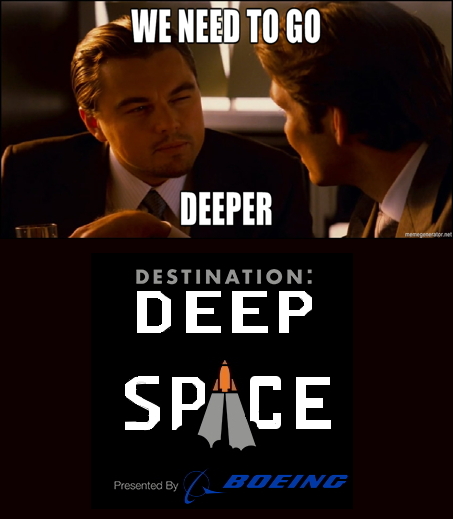 WE NEED TO GO
DEEPER
memegenerator.net
DESTINATION:
DEEP
SPACE
Presented By BOEING